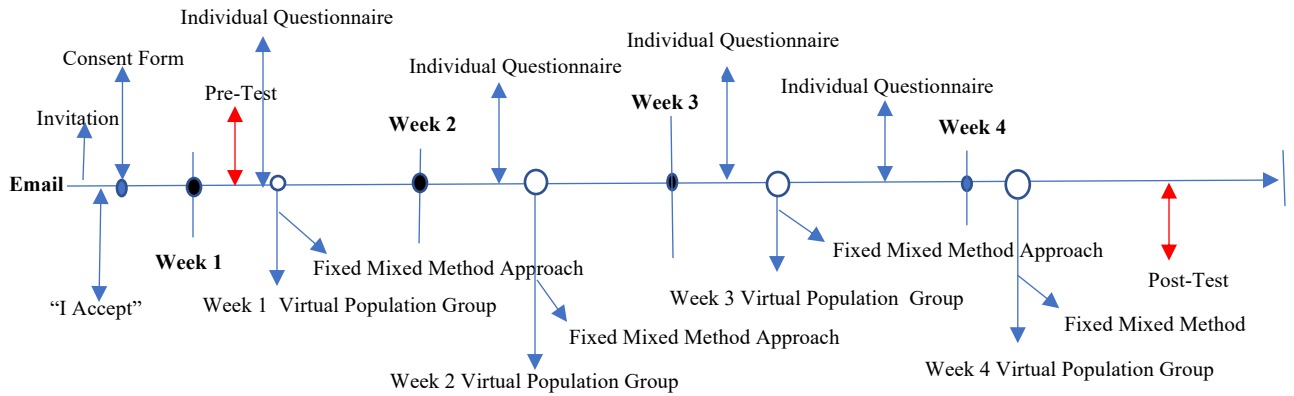 Individual Questionnaire
Consent Form
Invitation
Pre-Test
Individual Questionnaire
Individual Questionnaire
Individual Questionnaire
Week 2
Week 3
Week 4
Email
Week 1
“I Accept”
Fixed Mixed Method Approach
Week 1 Virtual Population Group
Fixed Mixed Method Approach
Week 2 Virtual Population Group
Fixed Mixed Method Approach
Week 3 Virtual Population Group
Post-Test
Fixed Mixed Method
Week 4 Virtual Population Group